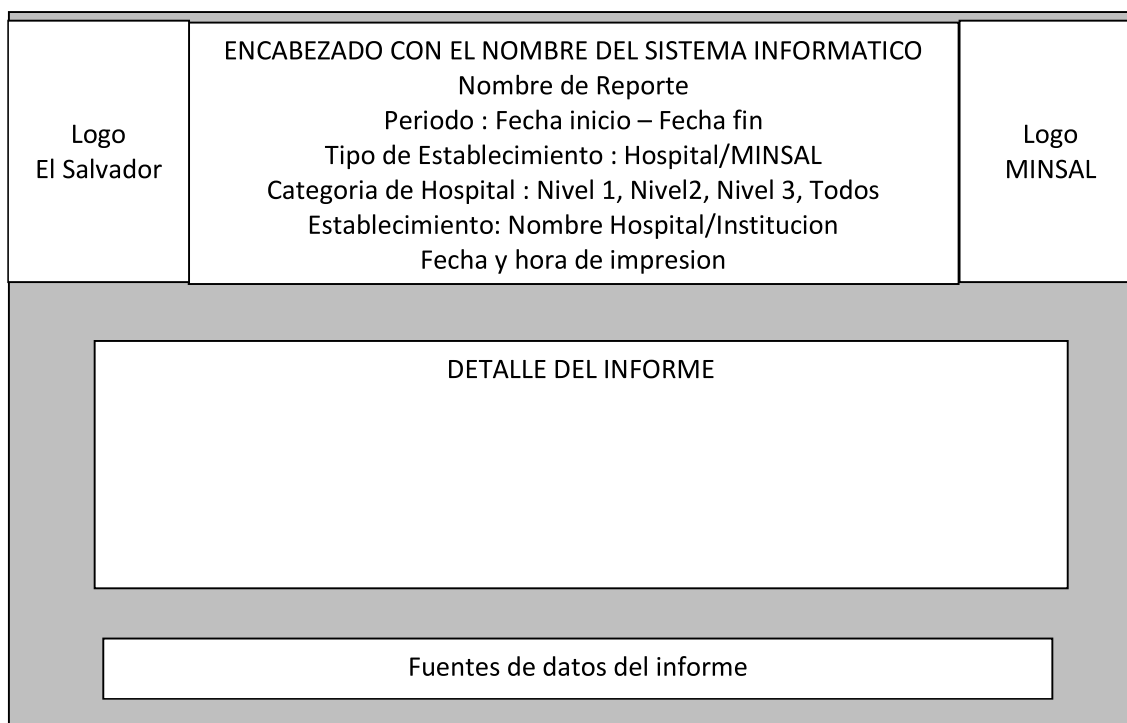 Logo
El Salvador
ENCABEZADO CON EL NOMBRE DEL SISTEMA INFORMATICO
Nombre de Reporte
Periodo : Fecha inicio – Fecha fin
Tipo de Establecimiento : Hospital/MINSAL
Categoria de Hospital : Nivel 1, Nivel2, Nivel 3, Todos
Establecimiento: Nombre Hospital/Institucion
Fecha y hora de impresion
Logo
MINSAL
DETALLE DEL INFORME
Fuentes de datos del informe